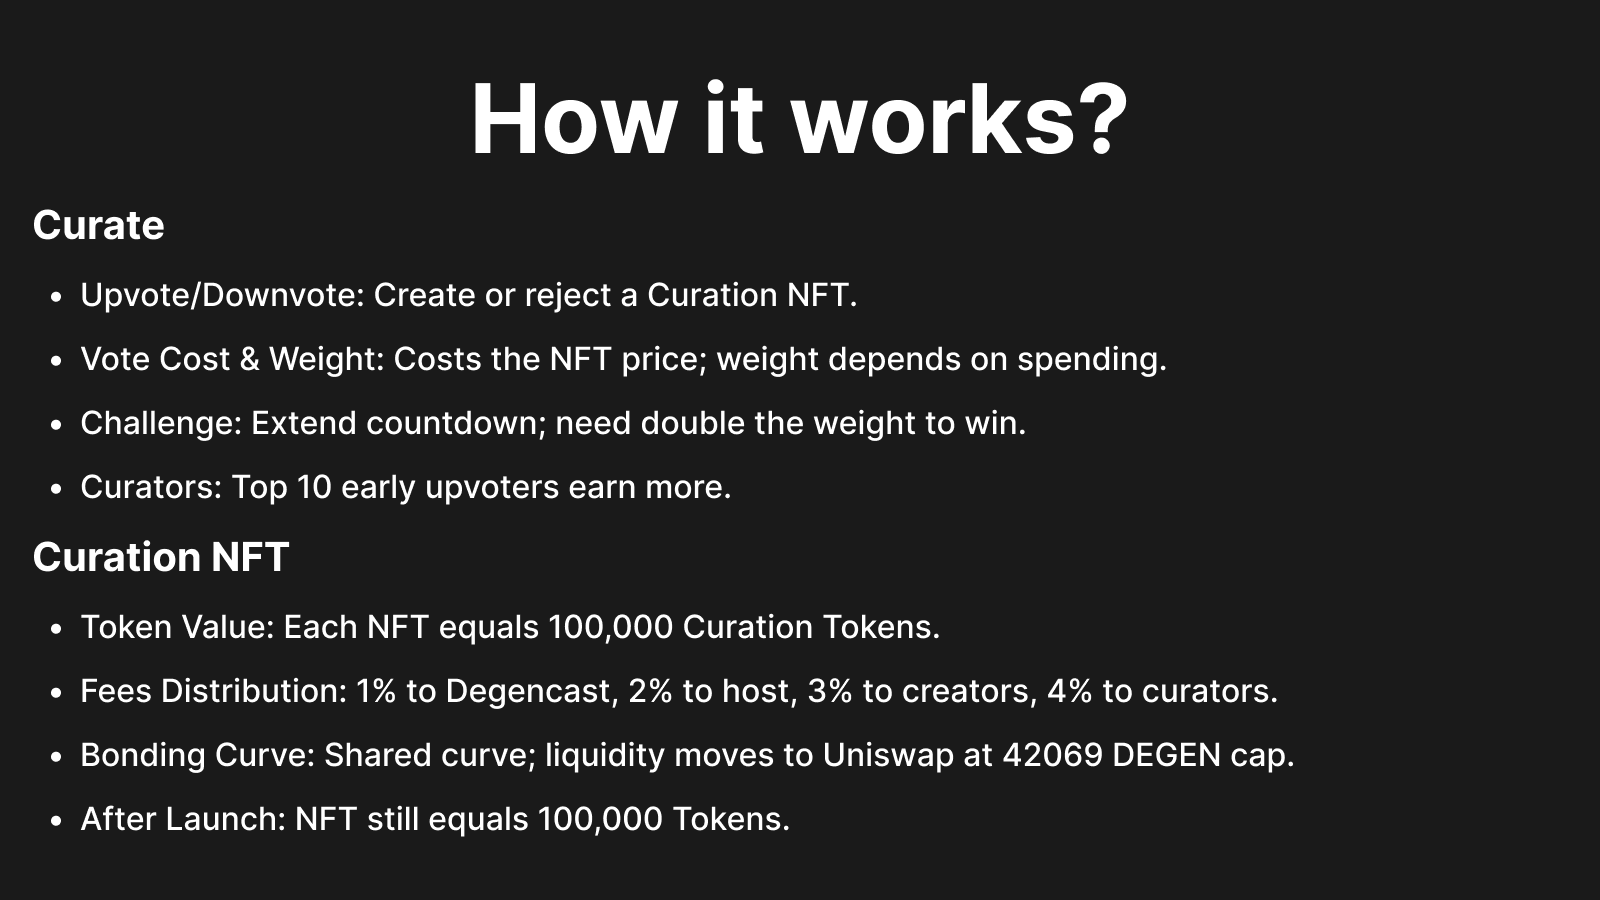 How it works?
Curate
• Upvote/Downvote: Create or reject a Curation NFT.
• Vote Cost & Weight: Costs the NFT price; weight depends on spending.
• Challenge: Extend countdown; need double the weight to win.
• Curators: Top 10 early upvoters earn more.
Curation NFT
• Token Value: Each NFT equals 100,000 Curation Tokens.
• Fees Distribution: 1% to Degencast, 2% to host, 3% to creators, 4% to curators.
• Bonding Curve: Shared curve; liquidity moves to Uniswap at 42069 DEGEN cap.
• After Launch: NFT still equals 100,000 Tokens.